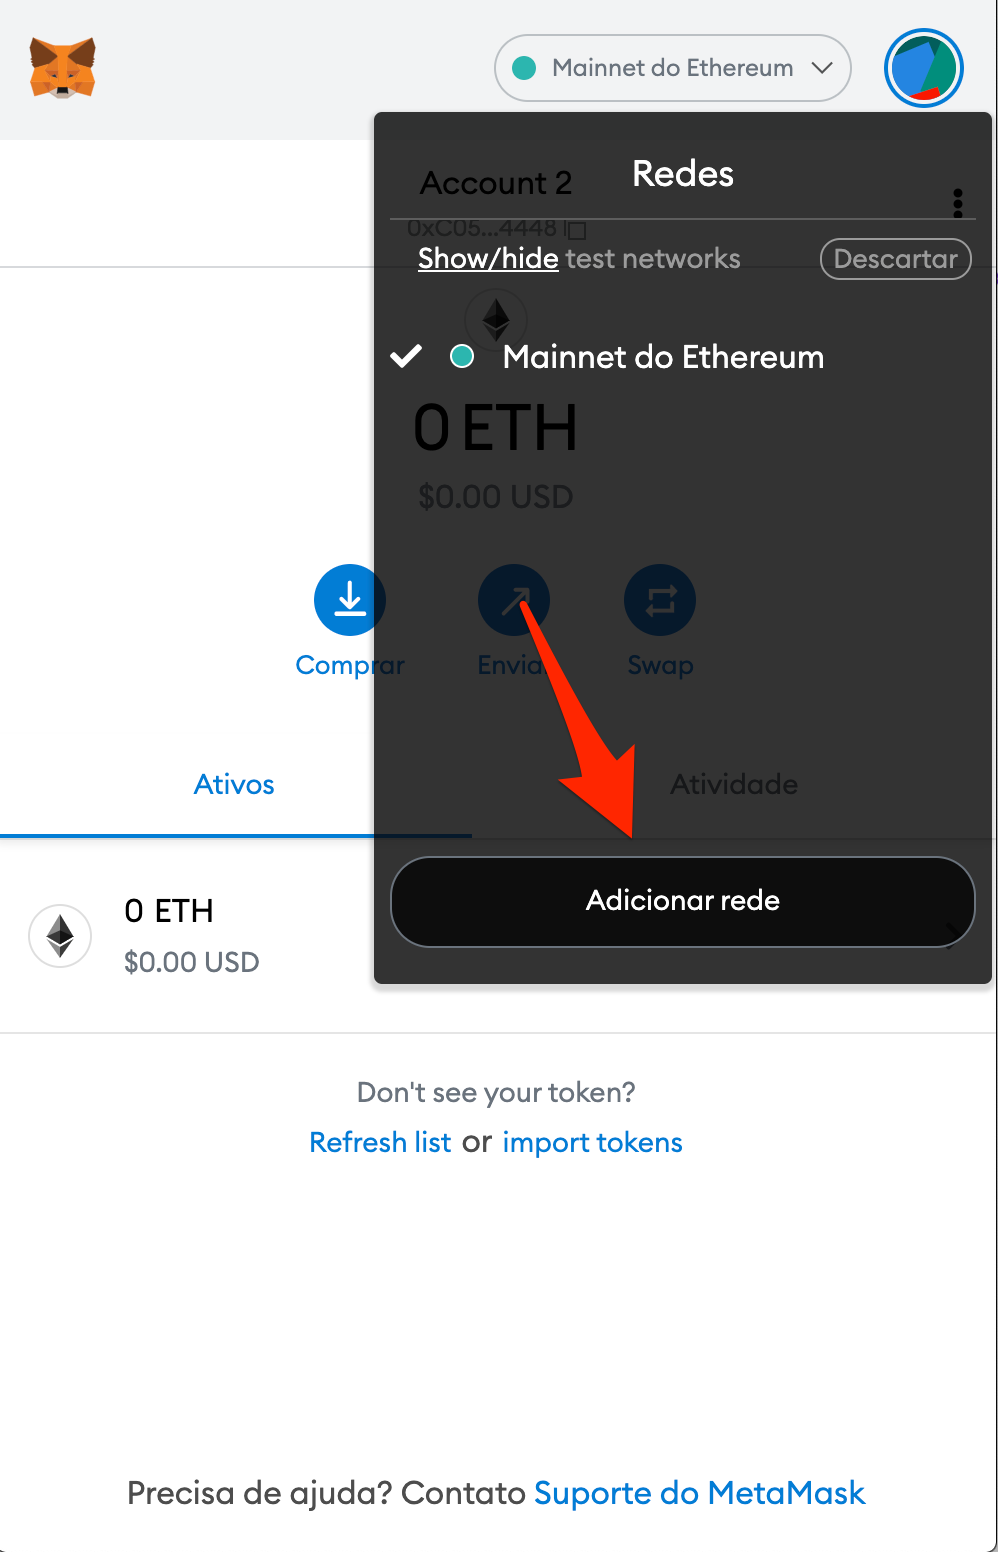 Mainnet do Ethereum
Redes
Account 2
0xC05...4448
Show/hide test networks
Descartar
Mainnet do Ethereum
0 ETH
$0.00 USD
Comprar
Enviar
Swap
Ativos
Atividade
Adicionar rede
0 ETH
$0.00 USD
Don't see your token?
Refresh list or import tokens
Precisa de ajuda? Contato Suporte do MetaMask